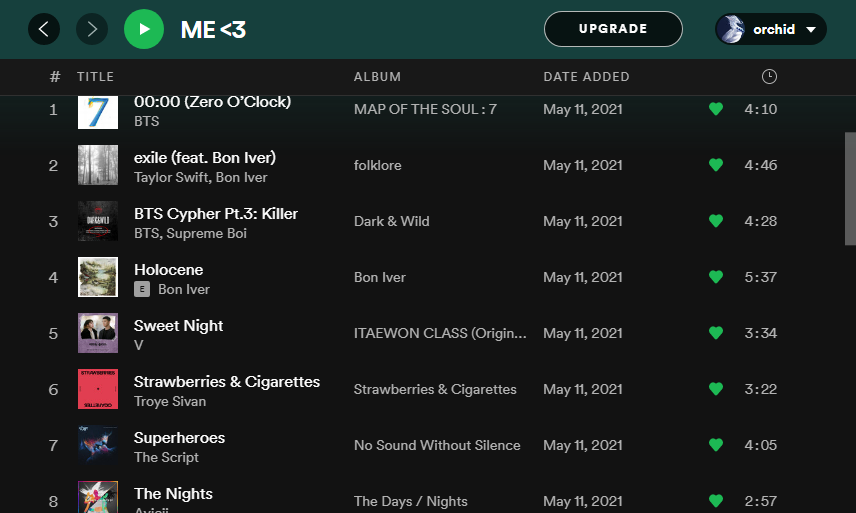 ME <3
UPGRADE
orchid
# TITLE ALBUM DATE ADDED
1 00:00 (Zero O'Clock) MAP OF THE SOUL : 7 May 11, 2021 4:10
BTS
7
2 exile (feat. Bon Iver) folklore May 11, 2021 4:46
Taylor Swift, Bon Iver
3 BTS Cypher Pt.3: Killer Dark & Wild May 11, 2021 4:28
BTS, Supreme Boi
DARK&WILD
4 Holocene Bon Iver May 11, 2021 5:37
E Bon Iver
5 Sweet Night ITAEWON CLASS (Origin... May 11, 2021 3:34
V
6 Strawberries & Cigarettes Strawberries & Cigarettes May 11, 2021 3:22
Troye Sivan
STRAWBERRIES
CIGARETTES
7 Superheroes No Sound Without Silence May 11, 2021 4:05
The Script
8 The Nights The Days / Nights May 11, 2021 2:57
Avicii